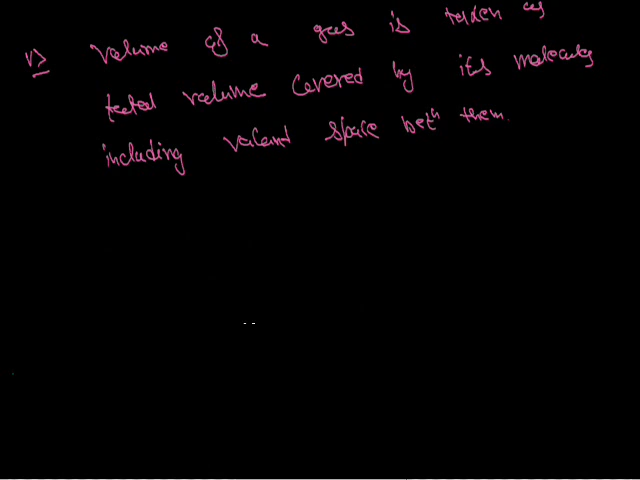 v> Volume of a gas is taken as
total volume covered by its molecules
including vacant space betn them.